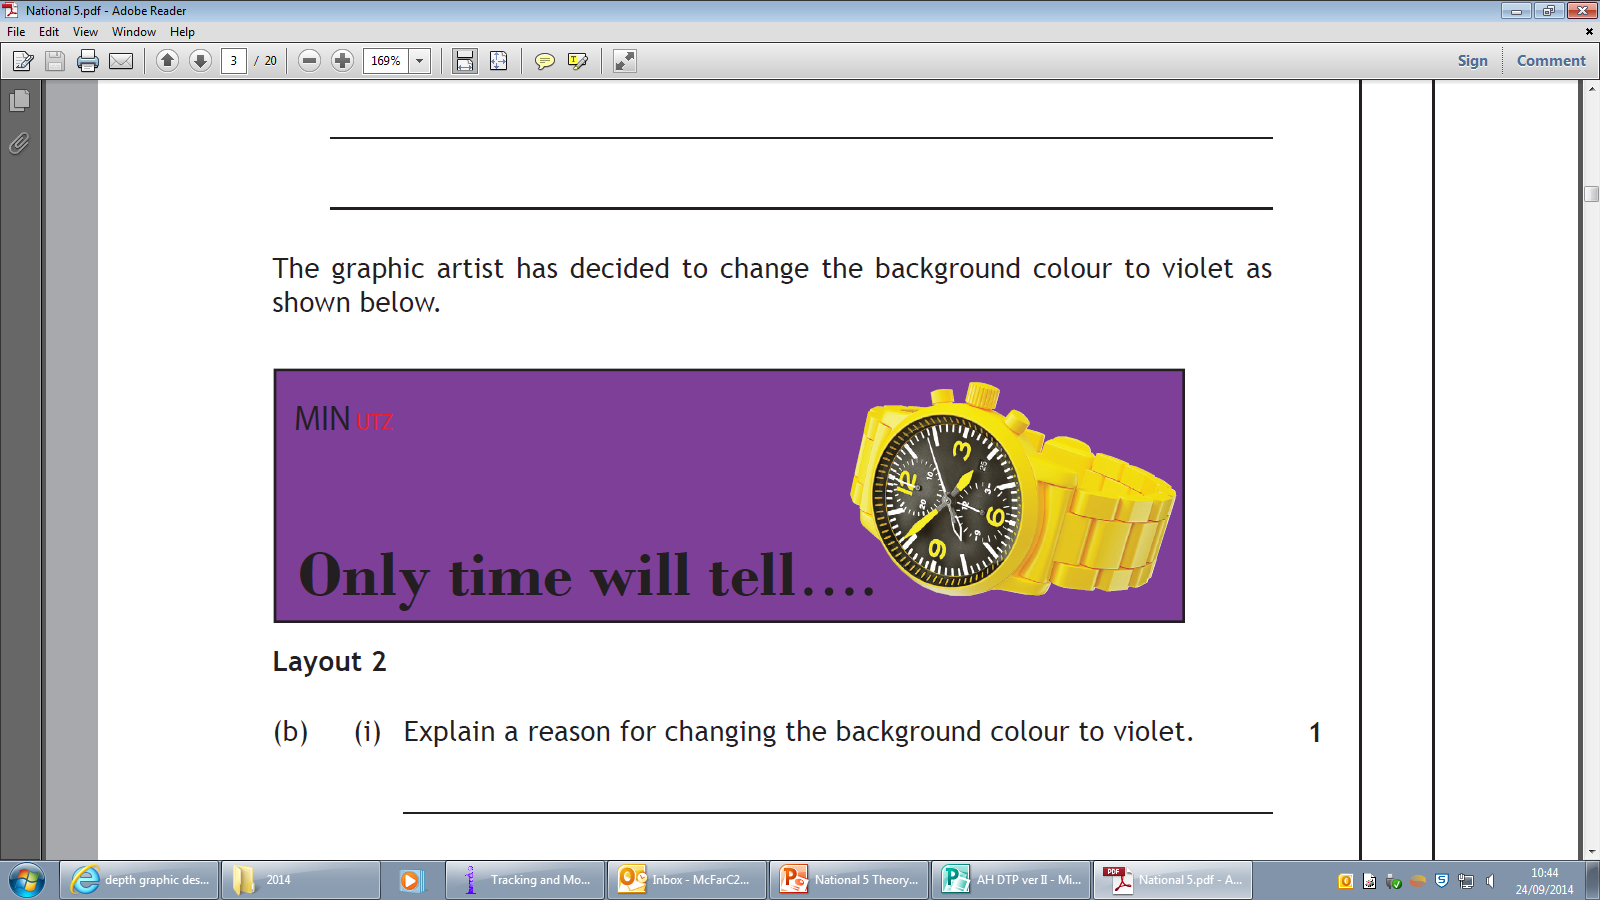 National 5.pdf - Adobe Reader
File Edit View Window Help
3 / 20 169% Sign Comment
The graphic artist has decided to change the background colour to violet as
shown below.
MIN UTZ
Only time will tell....
Layout 2
(b) (i) Explain a reason for changing the background colour to violet. 1
depth graphic des... 2014 Tracking and Mo... Inbox - McFarC2... National 5 Theory... AH DTP ver II - Mi... National 5.pdf - A... 10:44
24/09/2014